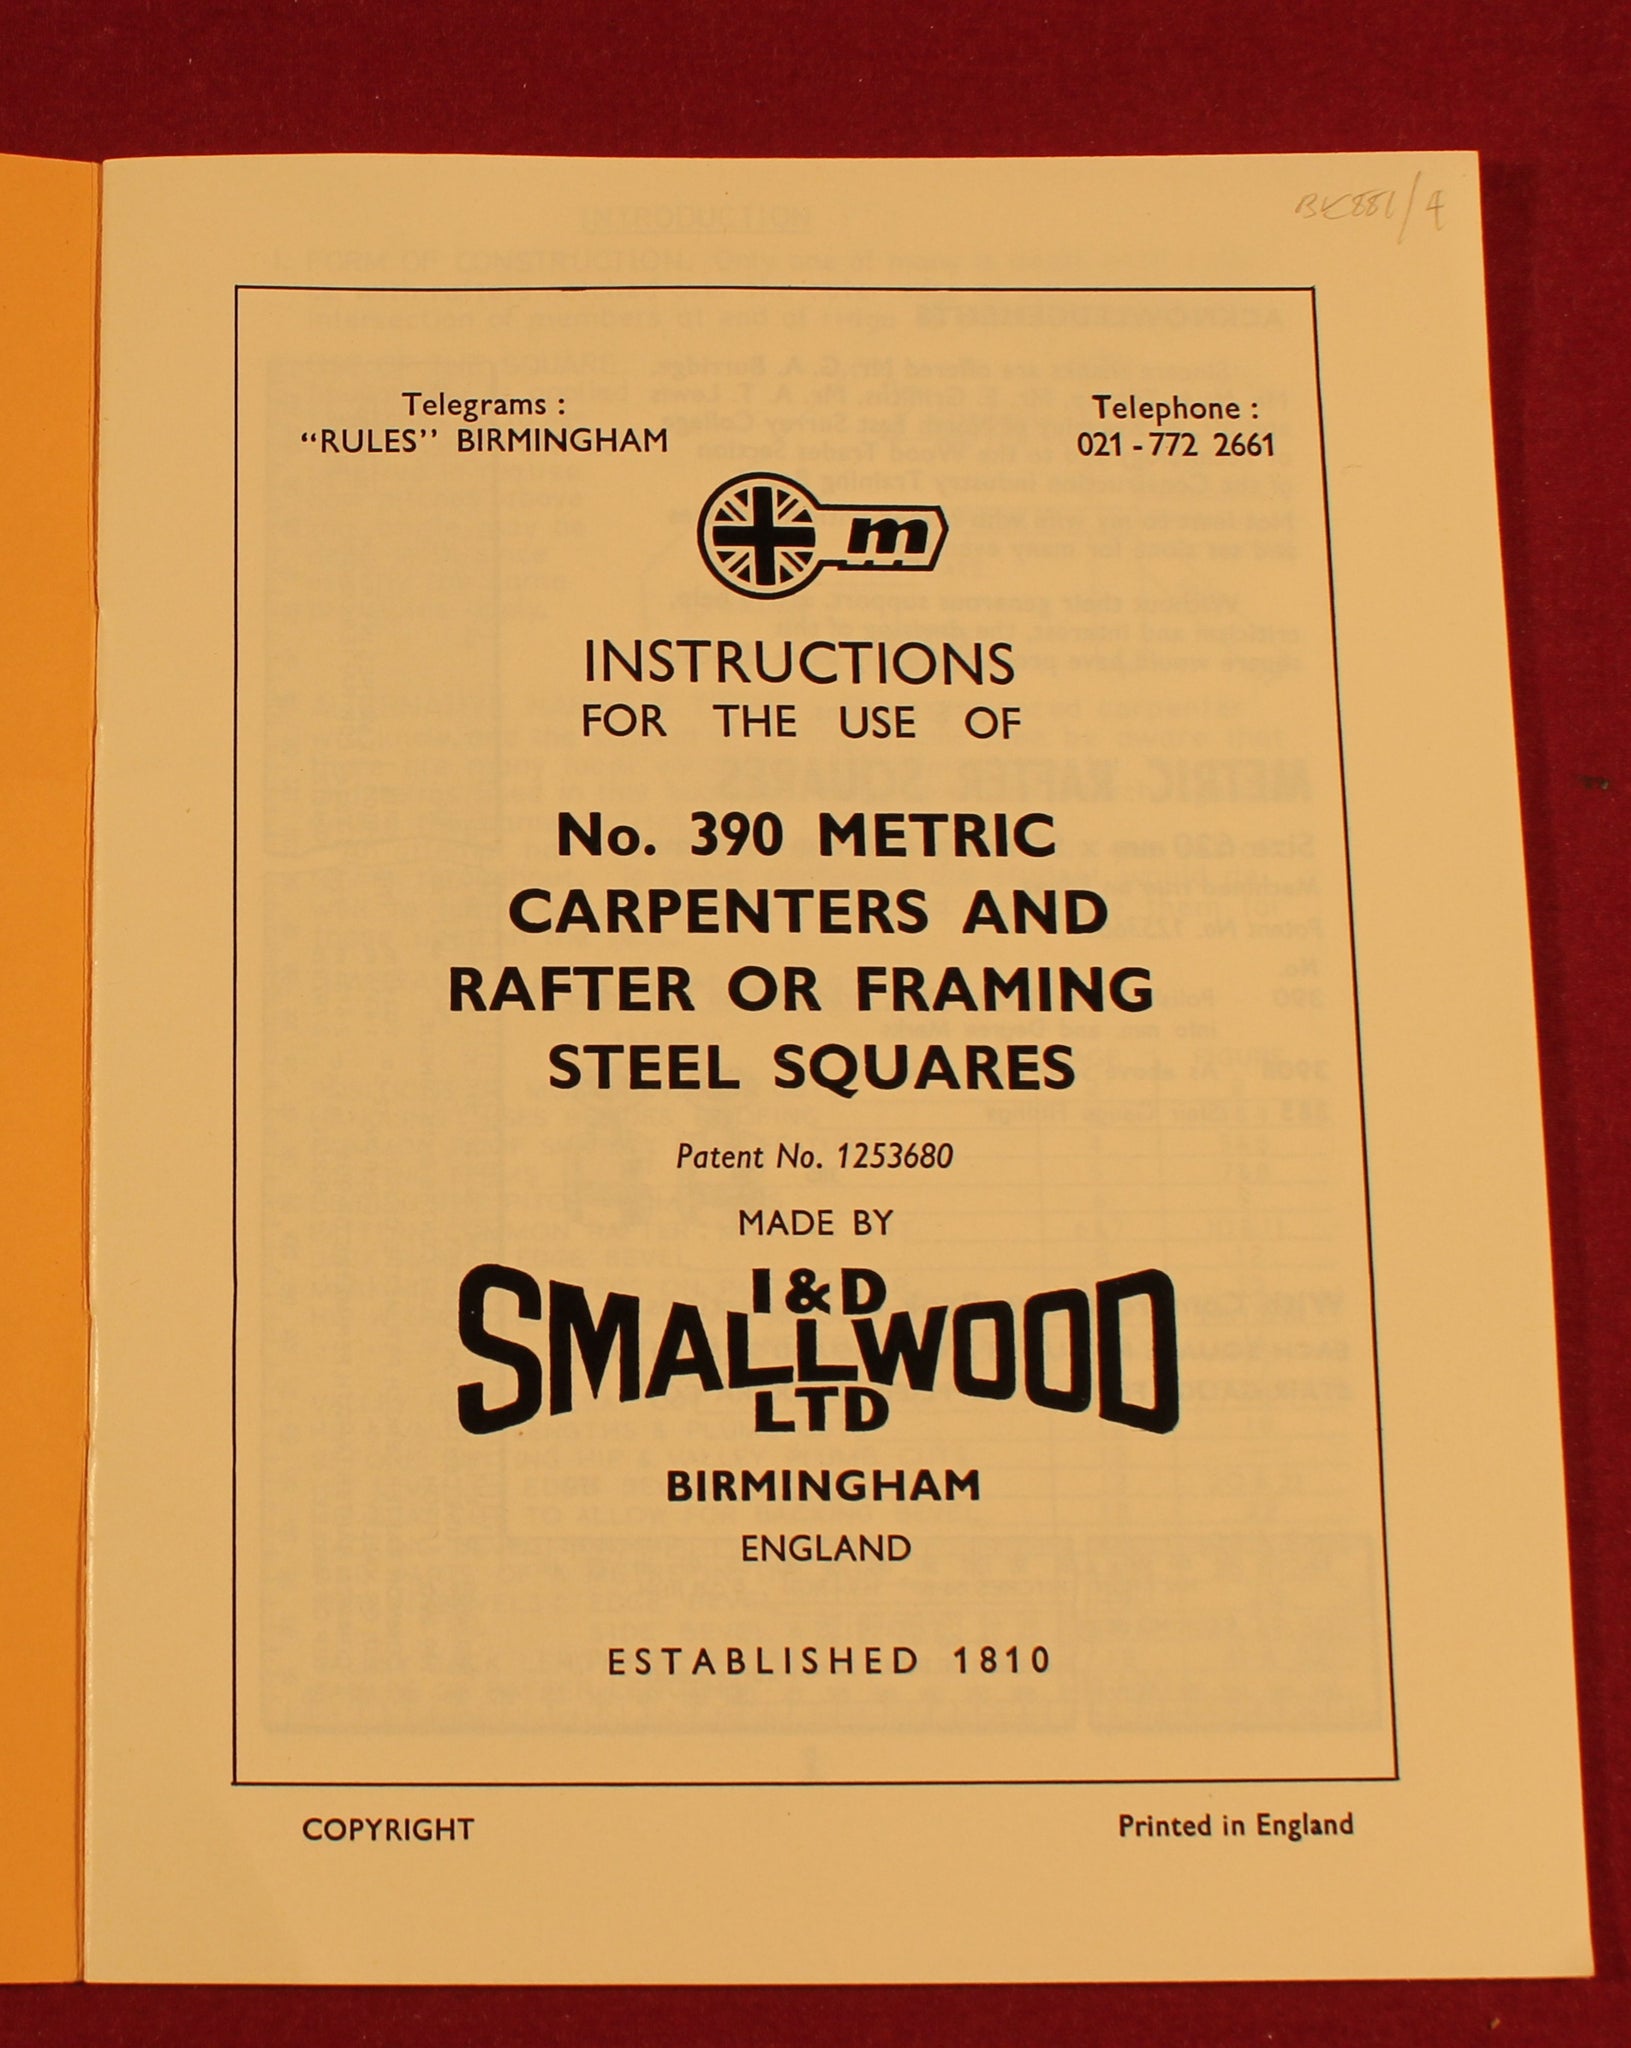 BK881/4
Telegrams :
"RULES" BIRMINGHAM
Telephone :
021 - 772 2661
m
INSTRUCTIONS
FOR THE USE OF
No. 390 METRIC
CARPENTERS AND
RAFTER OR FRAMING
STEEL SQUARES
Patent No. 1253680
MADE BY
I & D
SMALLWOOD
LTD
BIRMINGHAM
ENGLAND
ESTABLISHED 1810
COPYRIGHT
Printed in England